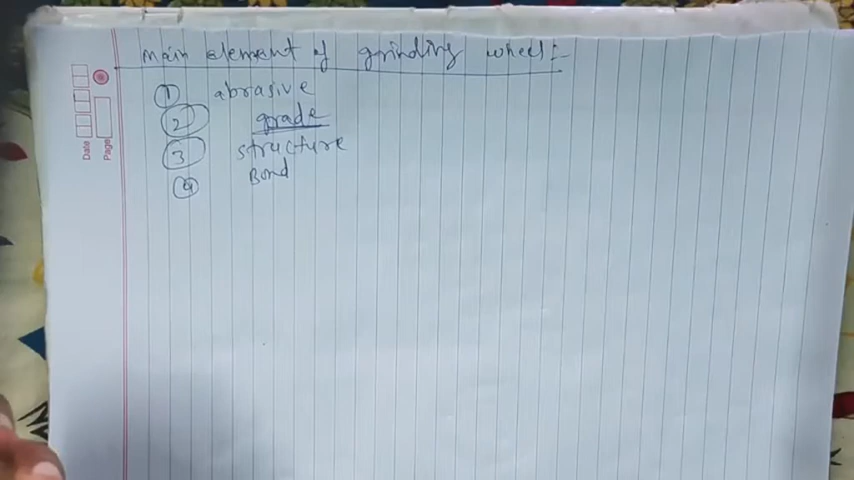 main element of grinding wheel :-
① abrasive
② grade
③ structure
④ Bond
Date
Page